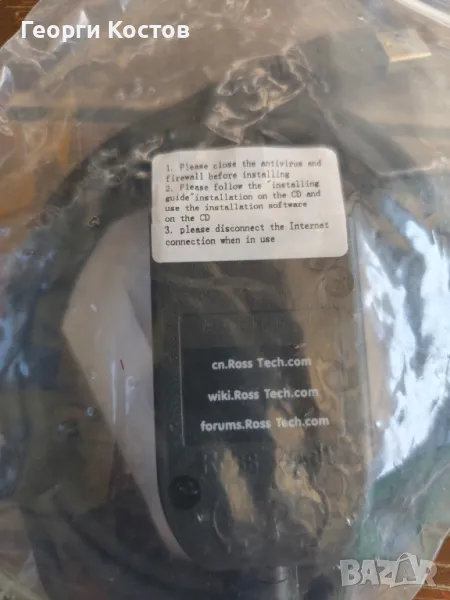 Георги Костов
1. Please close the antivirus and
firewall before installing
2. Please follow the "installing
guide"installation on the CD and
use the installation software
on the CD
3. please disconnect the Internet
connection when in use
cn.Ross Tech.com
wiki.Ross Tech.com
forums.Ross Tech.com
BAZAR